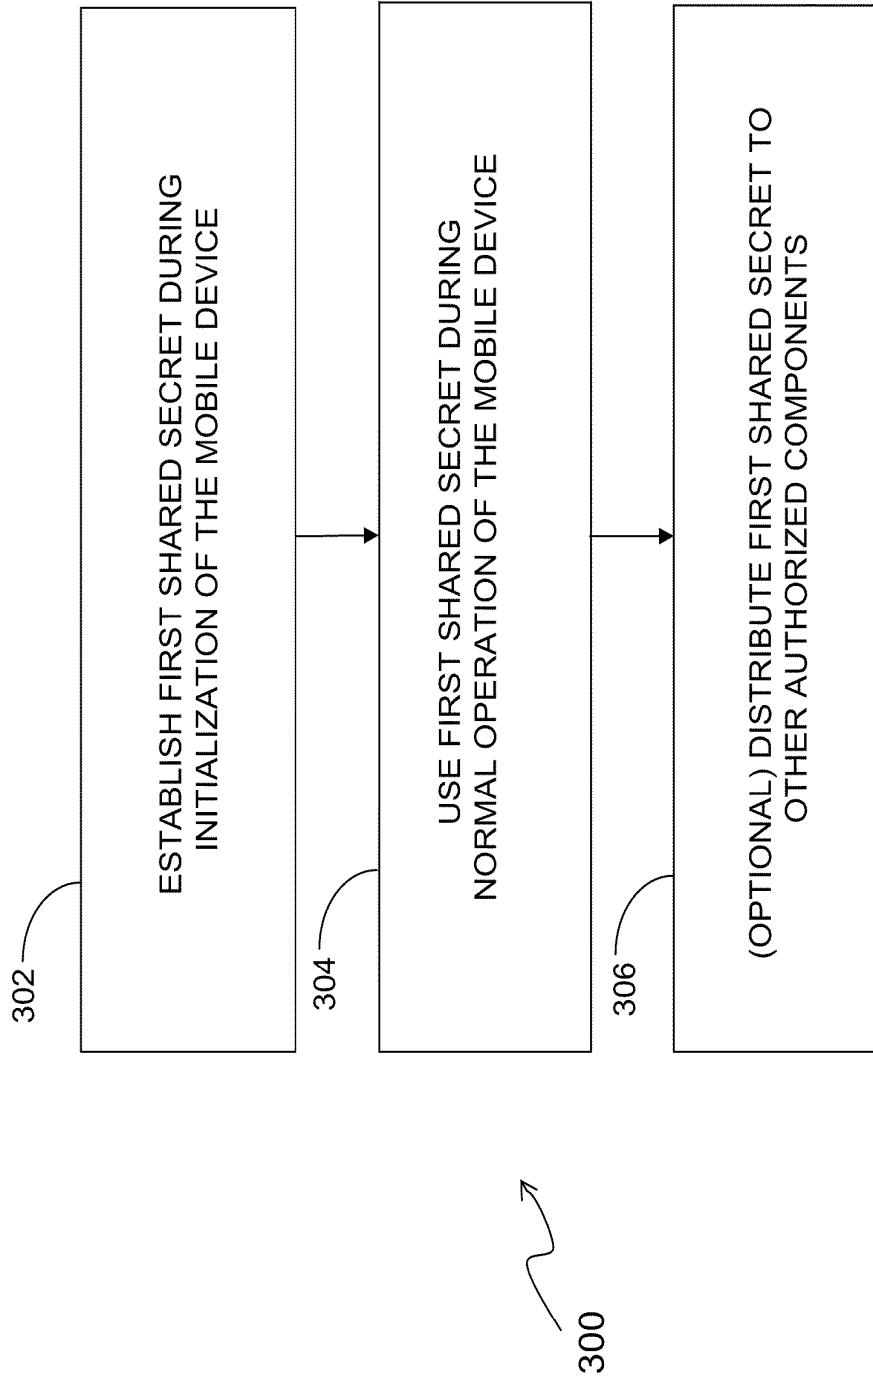 302
ESTABLISH FIRST SHARED SECRET DURING
INITIALIZATION OF THE MOBILE DEVICE
304
USE FIRST SHARED SECRET DURING
NORMAL OPERATION OF THE MOBILE DEVICE
306
(OPTIONAL) DISTRIBUTE FIRST SHARED SECRET TO
OTHER AUTHORIZED COMPONENTS
300